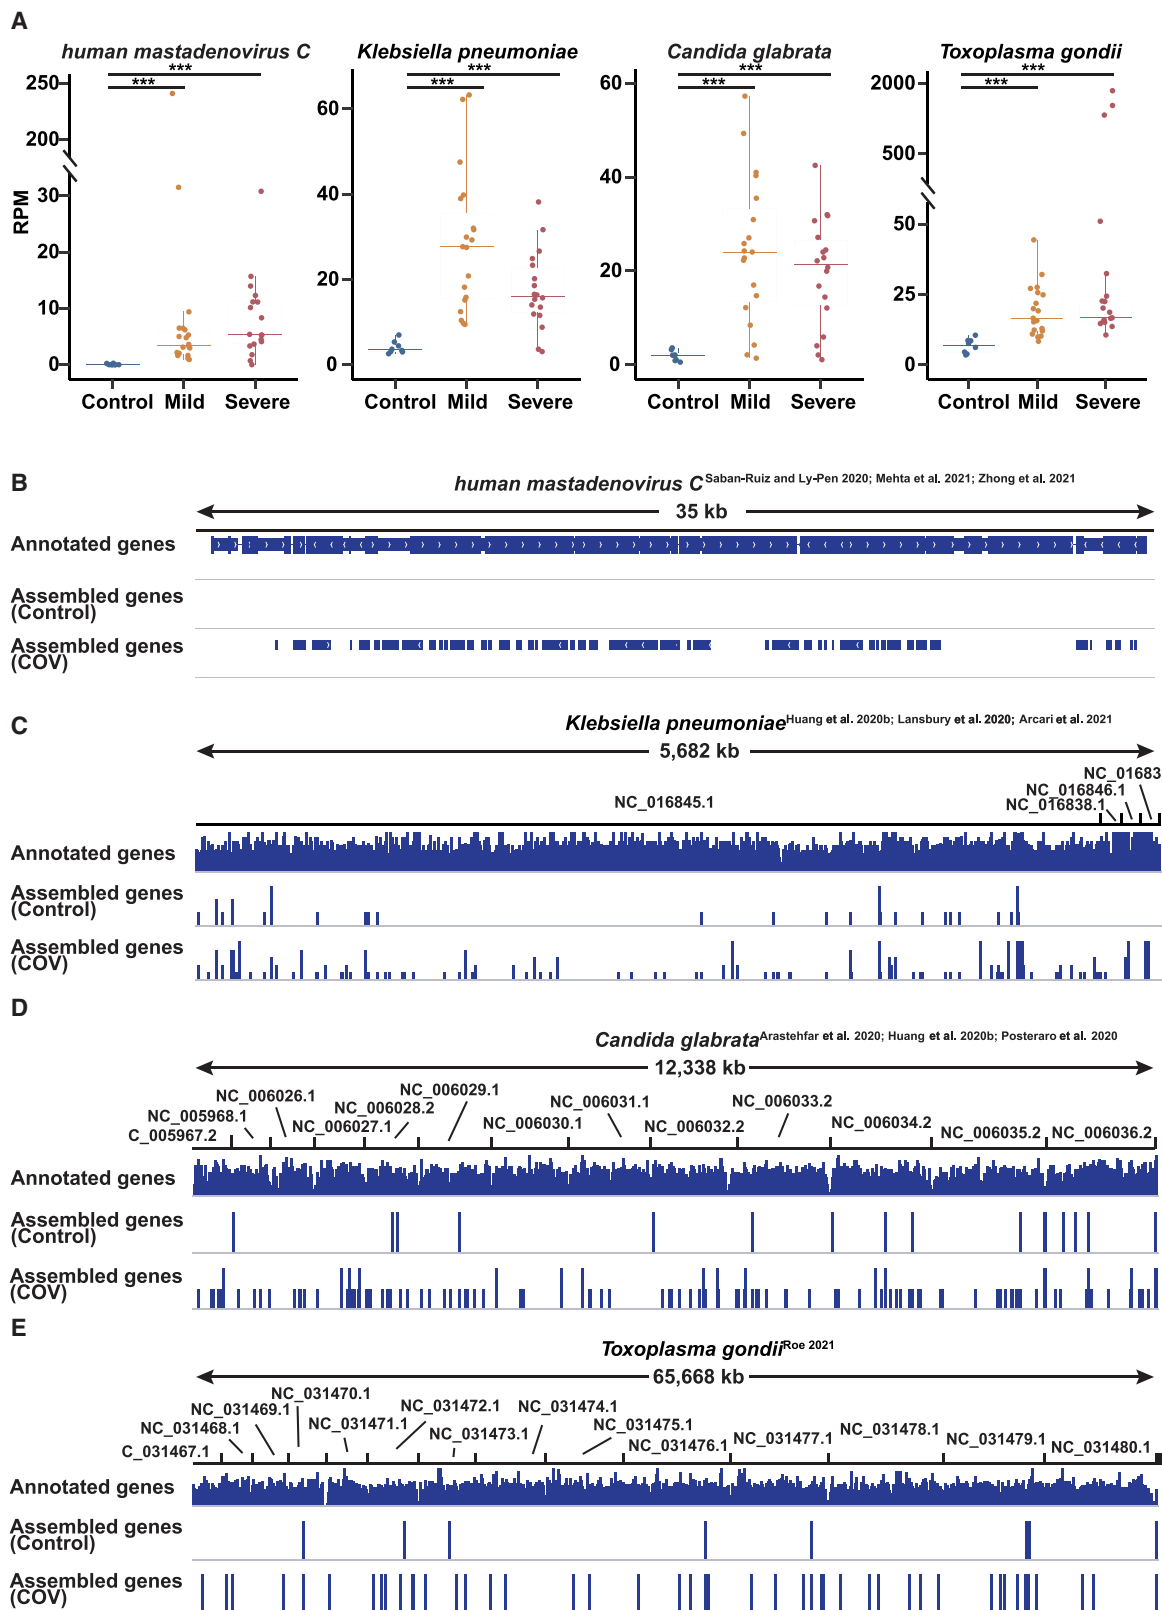 A
human mastadenovirus C
Klebsiella pneumoniae
Candida glabrata
Toxoplasma gondii
*** *** *** ***
*** *** *** ***
RPM
250
200
30
20
10
0
Control Mild Severe
60
40
20
0
Control Mild Severe
60
40
20
0
Control Mild Severe
2000
500
50
25
0
Control Mild Severe
B
human mastadenovirus C Saban-Ruiz and Ly-Pen 2020; Mehta et al. 2021; Zhong et al. 2021
35 kb
Annotated genes
Assembled genes
(Control)
Assembled genes
(COV)
C
Klebsiella pneumoniae Huang et al. 2020b; Lansbury et al. 2020; Arcari et al. 2021
5,682 kb
NC_01683
NC_016846.1
NC_016845.1
NC_016838.1
Annotated genes
Assembled genes
(Control)
Assembled genes
(COV)
D
Candida glabrata Arastehfar et al. 2020; Huang et al. 2020b; Posteraro et al. 2020
12,338 kb
C_005967.2
NC_005968.1
NC_006026.1
NC_006027.1
NC_006028.2
NC_006029.1
NC_006030.1
NC_006031.1
NC_006032.2
NC_006033.2
NC_006034.2
NC_006035.2
NC_006036.2
Annotated genes
Assembled genes
(Control)
Assembled genes
(COV)
E
Toxoplasma gondii Roe 2021
65,668 kb
C_031467.1
NC_031468.1
NC_031469.1
NC_031470.1
NC_031471.1
NC_031472.1
NC_031473.1
NC_031474.1
NC_031475.1
NC_031476.1
NC_031477.1
NC_031478.1
NC_031479.1
NC_031480.1
Annotated genes
Assembled genes
(Control)
Assembled genes
(COV)